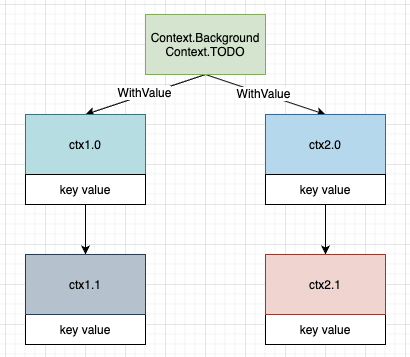 Context.Background
Context.TODO
WithValue
WithValue
ctx1.0
ctx2.0
key value
key value
ctx1.1
ctx2.1
key value
key value